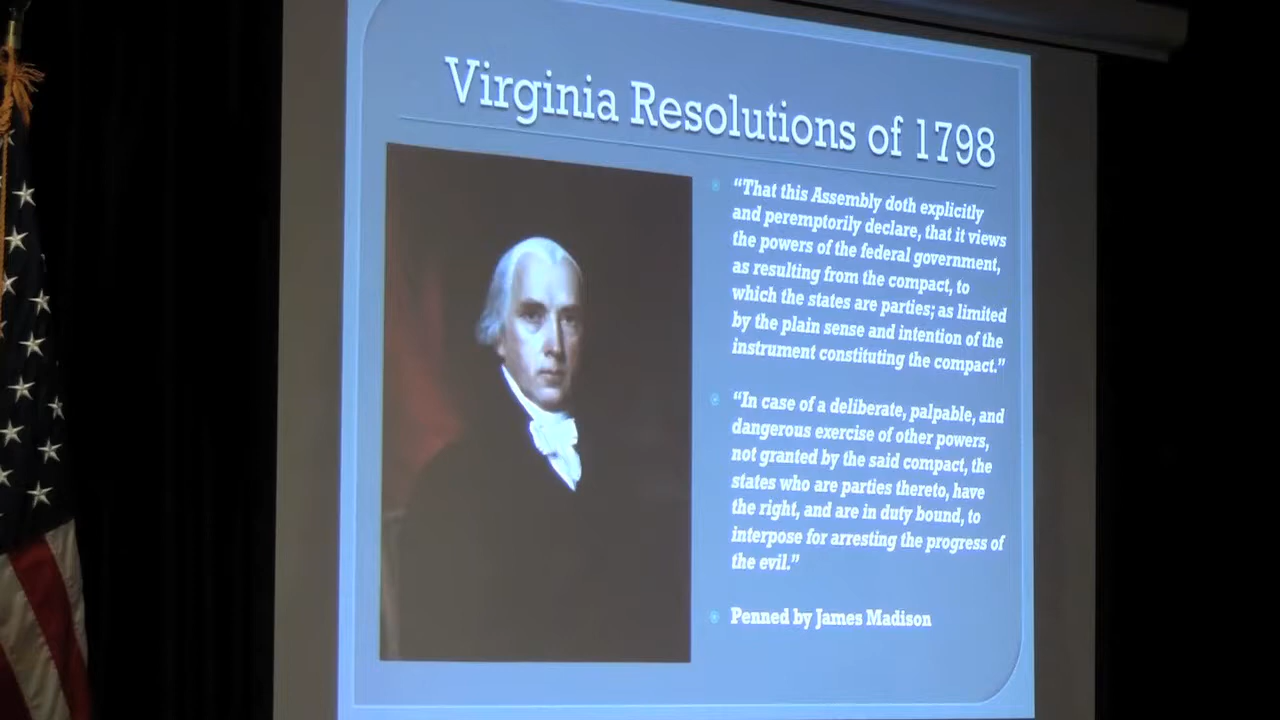 Virginia Resolutions of 1798
“That this Assembly doth explicitly
and peremptorily declare, that it views
the powers of the federal government,
as resulting from the compact, to
which the states are parties; as limited
by the plain sense and intention of the
instrument constituting the compact.”
“In case of a deliberate, palpable, and
dangerous exercise of other powers,
not granted by the said compact, the
states who are parties thereto, have
the right, and are in duty bound, to
interpose for arresting the progress of
the evil.”
Penned by James Madison